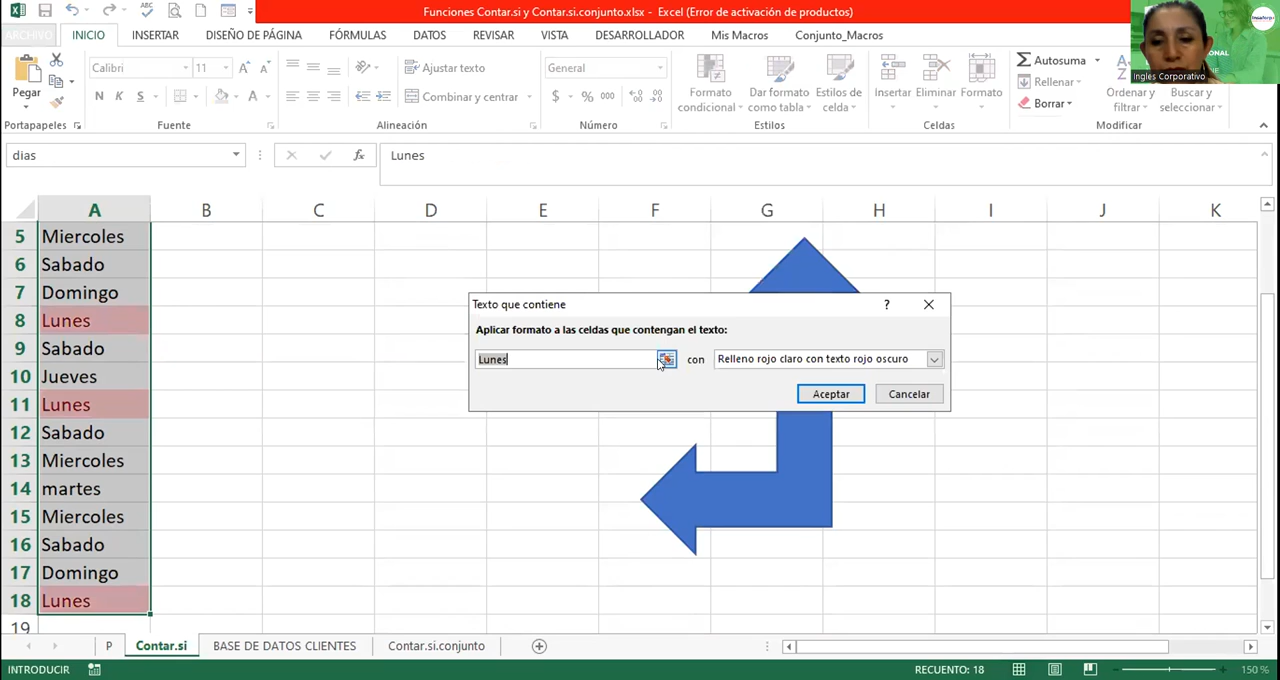 Funciones Contar.si y Contar.si.conjunto.xlsx - Excel (Error de activación de productos)
ARCHIVO INICIO INSERTAR DISEÑO DE PÁGINA FÓRMULAS DATOS REVISAR VISTA DESARROLLADOR Mis Macros Conjunto_Macros
Ingles Corporativo
Pegar
Calibri 11
N K S
Ajustar texto
Combinar y centrar
General
$ % 000
Formato condicional
Dar formato como tabla
Estilos de celda
Insertar Eliminar Formato
Autosuma
Rellenar
Borrar
Ordenar y filtrar
Buscar y seleccionar
Portapapeles Fuente Alineación Número Estilos Celdas Modificar
dias fx Lunes
A B C D E F G H I J K
5 Miercoles
6 Sabado
7 Domingo
8 Lunes
9 Sabado
10 Jueves
11 Lunes
12 Sabado
13 Miercoles
14 martes
15 Miercoles
16 Sabado
17 Domingo
18 Lunes
19
Texto que contiene ?
Aplicar formato a las celdas que contengan el texto:
Lunes con Relleno rojo claro con texto rojo oscuro
Aceptar Cancelar
P Contar.si BASE DE DATOS CLIENTES Contar.si.conjunto
INTRODUCIR RECUENTO: 18 150 %